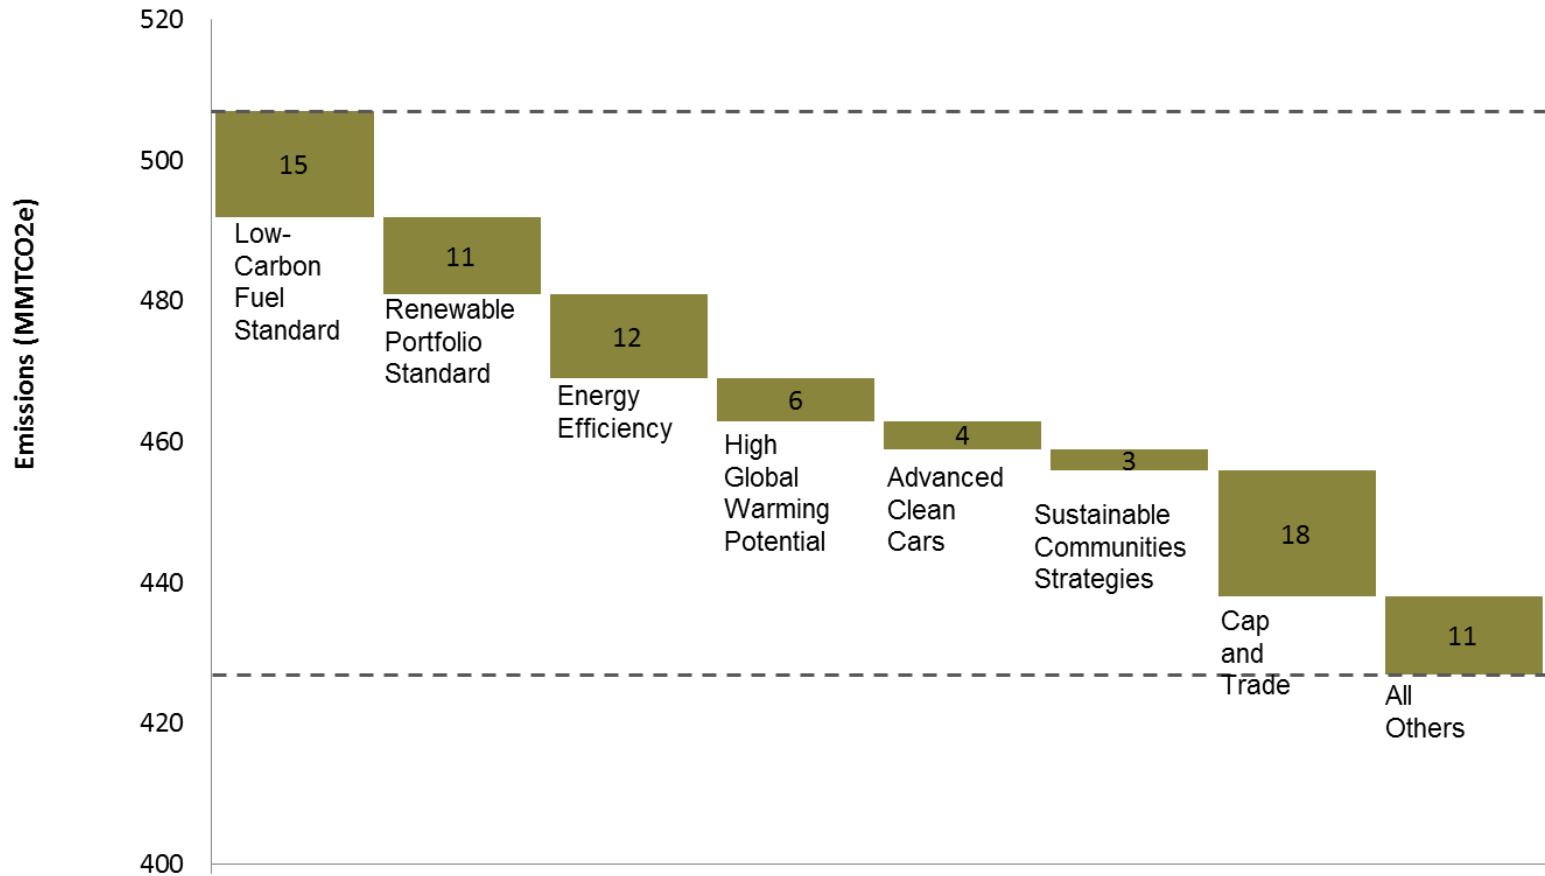 520
500
480
460
440
420
400
Emissions (MMTCO2e)
15
Low-
Carbon
Fuel
Standard
11
Renewable
Portfolio
Standard
12
Energy
Efficiency
6
High
Global
Warming
Potential
4
Advanced
Clean
Cars
3
Sustainable
Communities
Strategies
18
Cap
and
Trade
11
All
Others